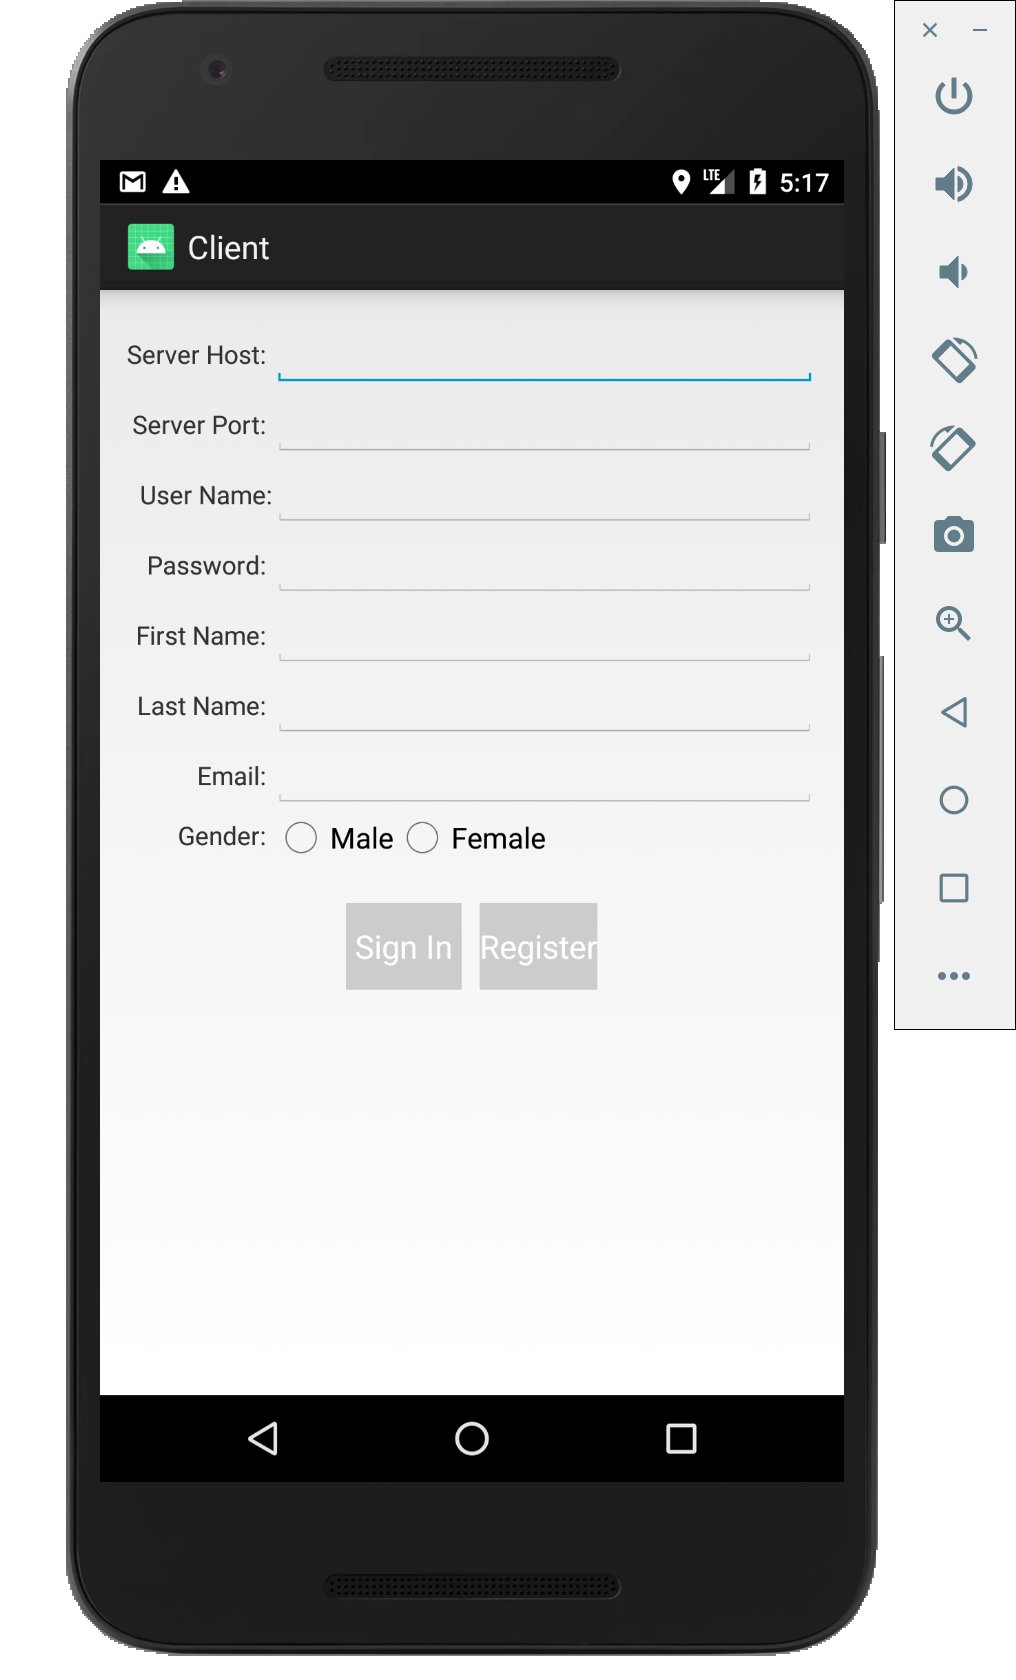 LTE 5:17
Client
Server Host:
Server Port:
User Name:
Password:
First Name:
Last Name:
Email:
Gender: Male Female
Sign In Register